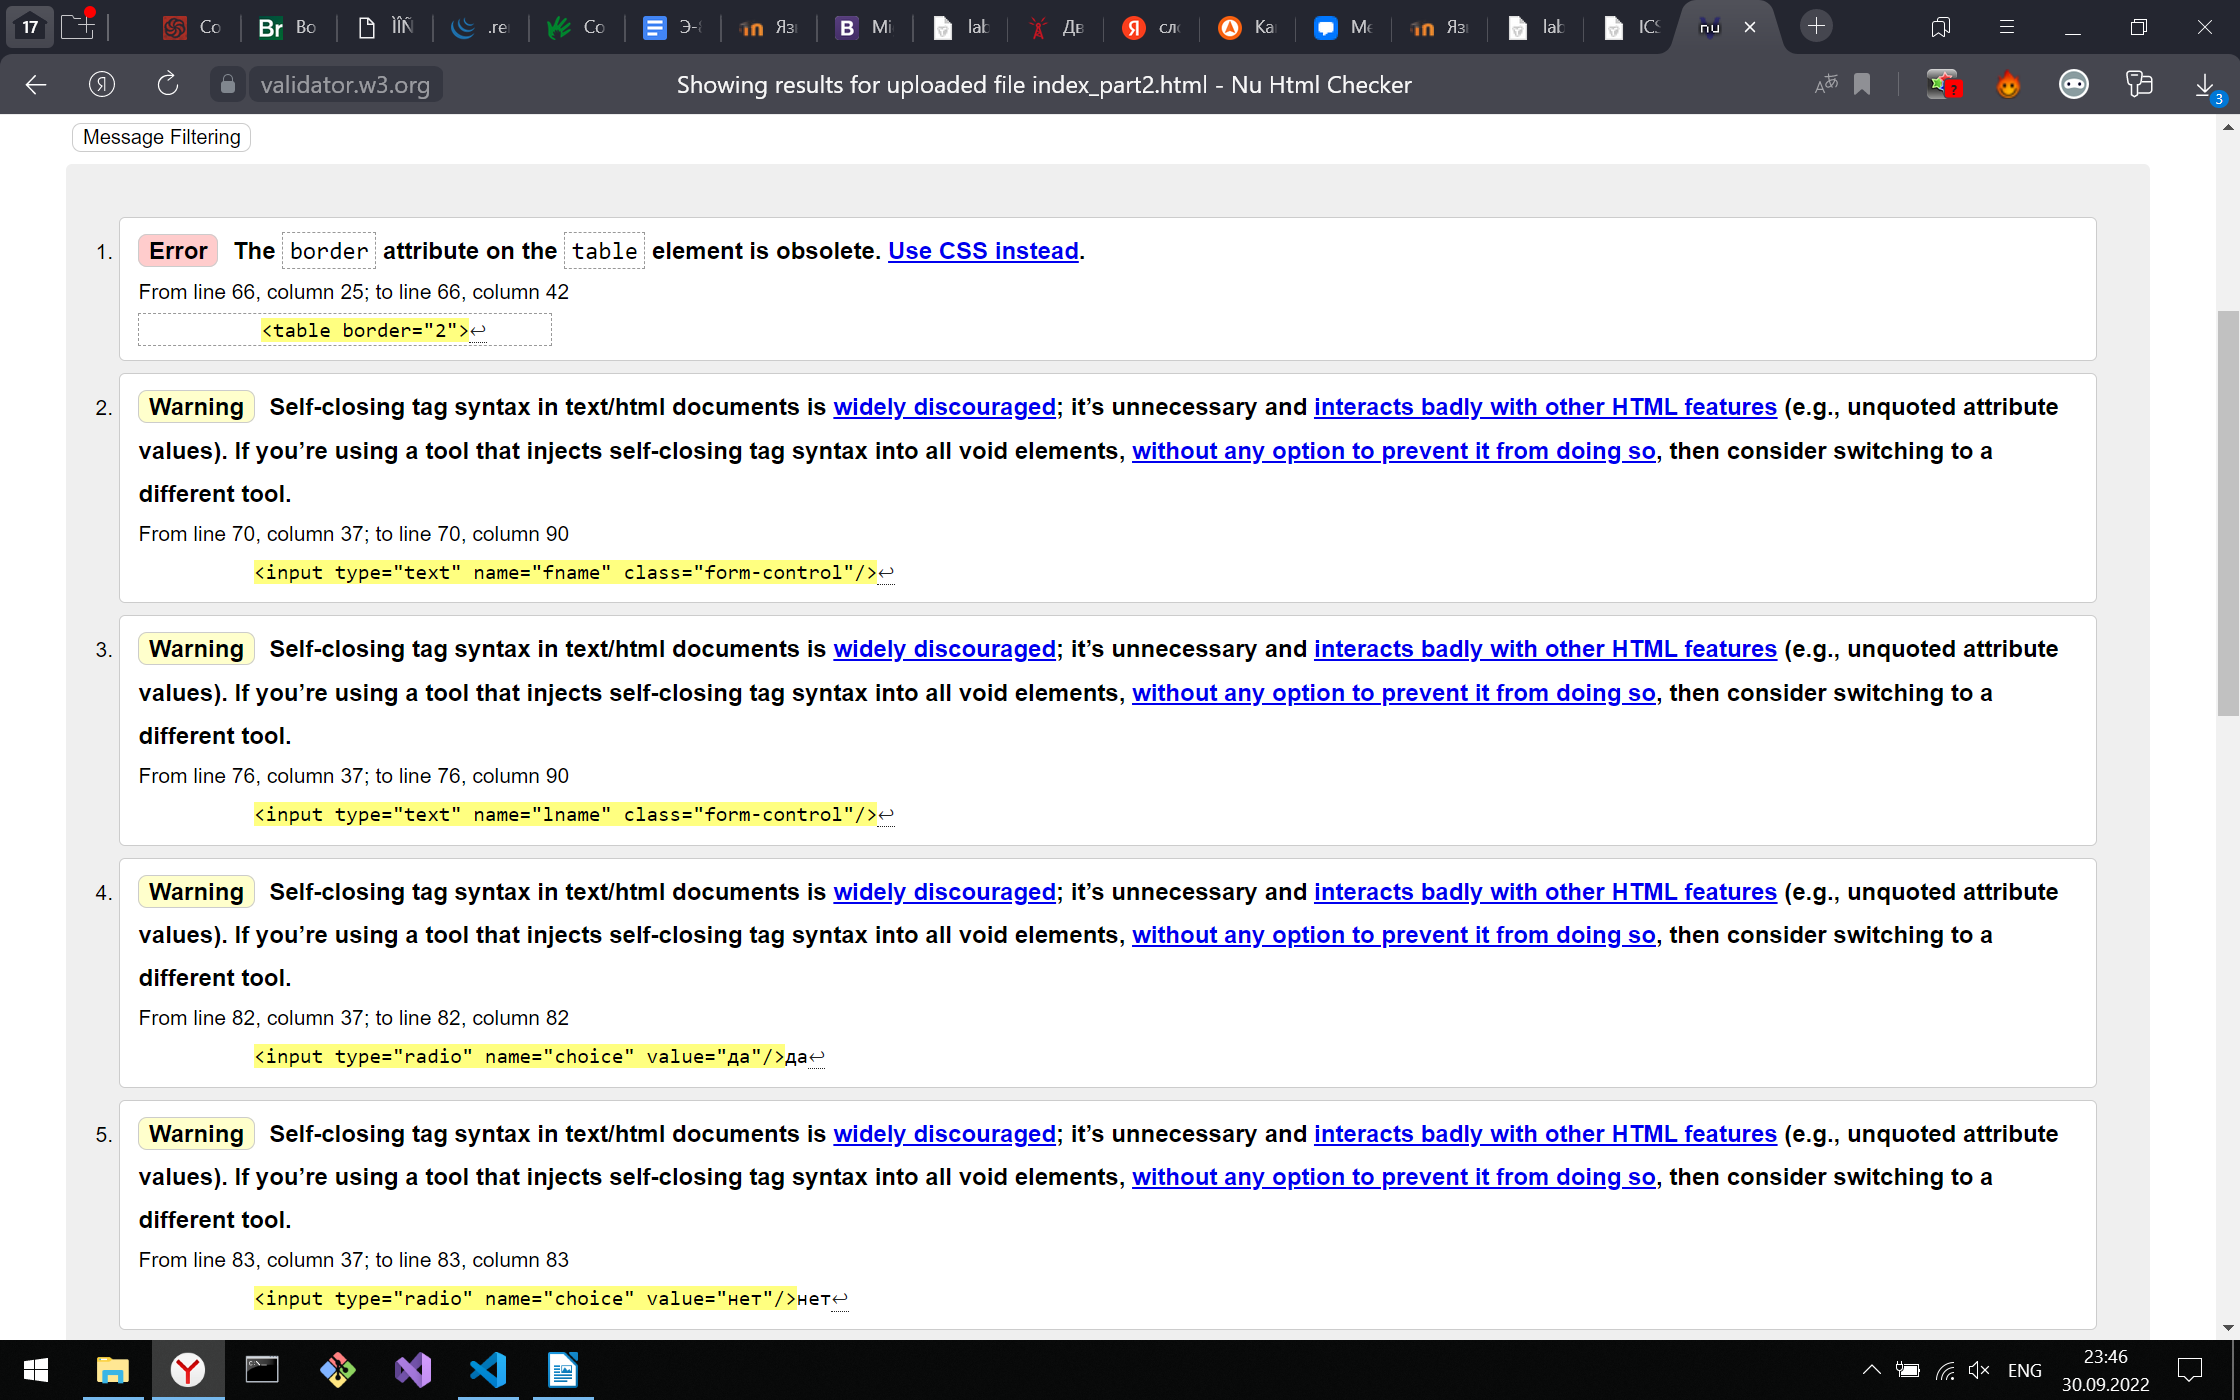 17
Co
Br Bo
ÏÎÑ
.rei
Co
Э-8
Язі
B Mi
lab
Дв
Я сло
Ка
Ме
Язі
lab
ICS
nu
validator.w3.org
Showing results for uploaded file index_part2.html - Nu Html Checker
3
Message Filtering
1. Error The border attribute on the table element is obsolete. Use CSS instead.
From line 66, column 25; to line 66, column 42
<table border="2">↩
2. Warning Self-closing tag syntax in text/html documents is widely discouraged; it’s unnecessary and interacts badly with other HTML features (e.g., unquoted attribute
values). If you’re using a tool that injects self-closing tag syntax into all void elements, without any option to prevent it from doing so, then consider switching to a
different tool.
From line 70, column 37; to line 70, column 90
<input type="text" name="fname" class="form-control"/>↩
3. Warning Self-closing tag syntax in text/html documents is widely discouraged; it’s unnecessary and interacts badly with other HTML features (e.g., unquoted attribute
values). If you’re using a tool that injects self-closing tag syntax into all void elements, without any option to prevent it from doing so, then consider switching to a
different tool.
From line 76, column 37; to line 76, column 90
<input type="text" name="lname" class="form-control"/>↩
4. Warning Self-closing tag syntax in text/html documents is widely discouraged; it’s unnecessary and interacts badly with other HTML features (e.g., unquoted attribute
values). If you’re using a tool that injects self-closing tag syntax into all void elements, without any option to prevent it from doing so, then consider switching to a
different tool.
From line 82, column 37; to line 82, column 82
<input type="radio" name="choice" value="да"/>да↩
5. Warning Self-closing tag syntax in text/html documents is widely discouraged; it’s unnecessary and interacts badly with other HTML features (e.g., unquoted attribute
values). If you’re using a tool that injects self-closing tag syntax into all void elements, without any option to prevent it from doing so, then consider switching to a
different tool.
From line 83, column 37; to line 83, column 83
<input type="radio" name="choice" value="нет"/>нет↩
ENG
23:46
30.09.2022